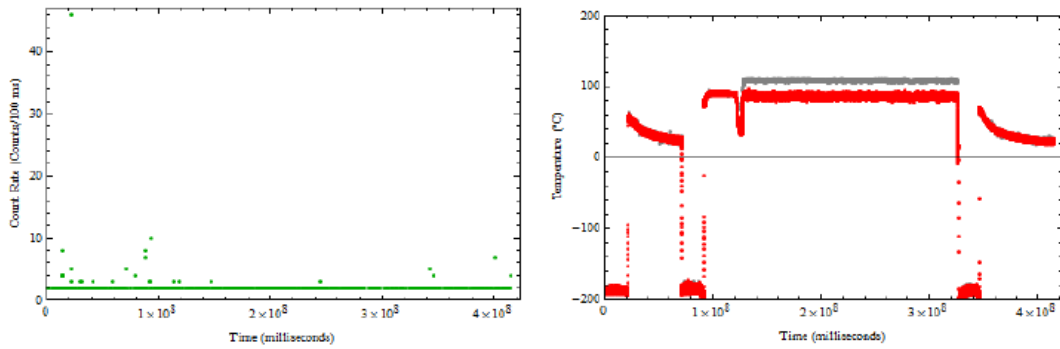 40
30
20
10
0
Count Rate (Counts/100 ms)
0 1×10⁸ 2×10⁸ 3×10⁸ 4×10⁸
Time (milliseconds)
200
100
0
−100
−200
Temperature (°C)
0 1×10⁸ 2×10⁸ 3×10⁸ 4×10⁸
Time (milliseconds)